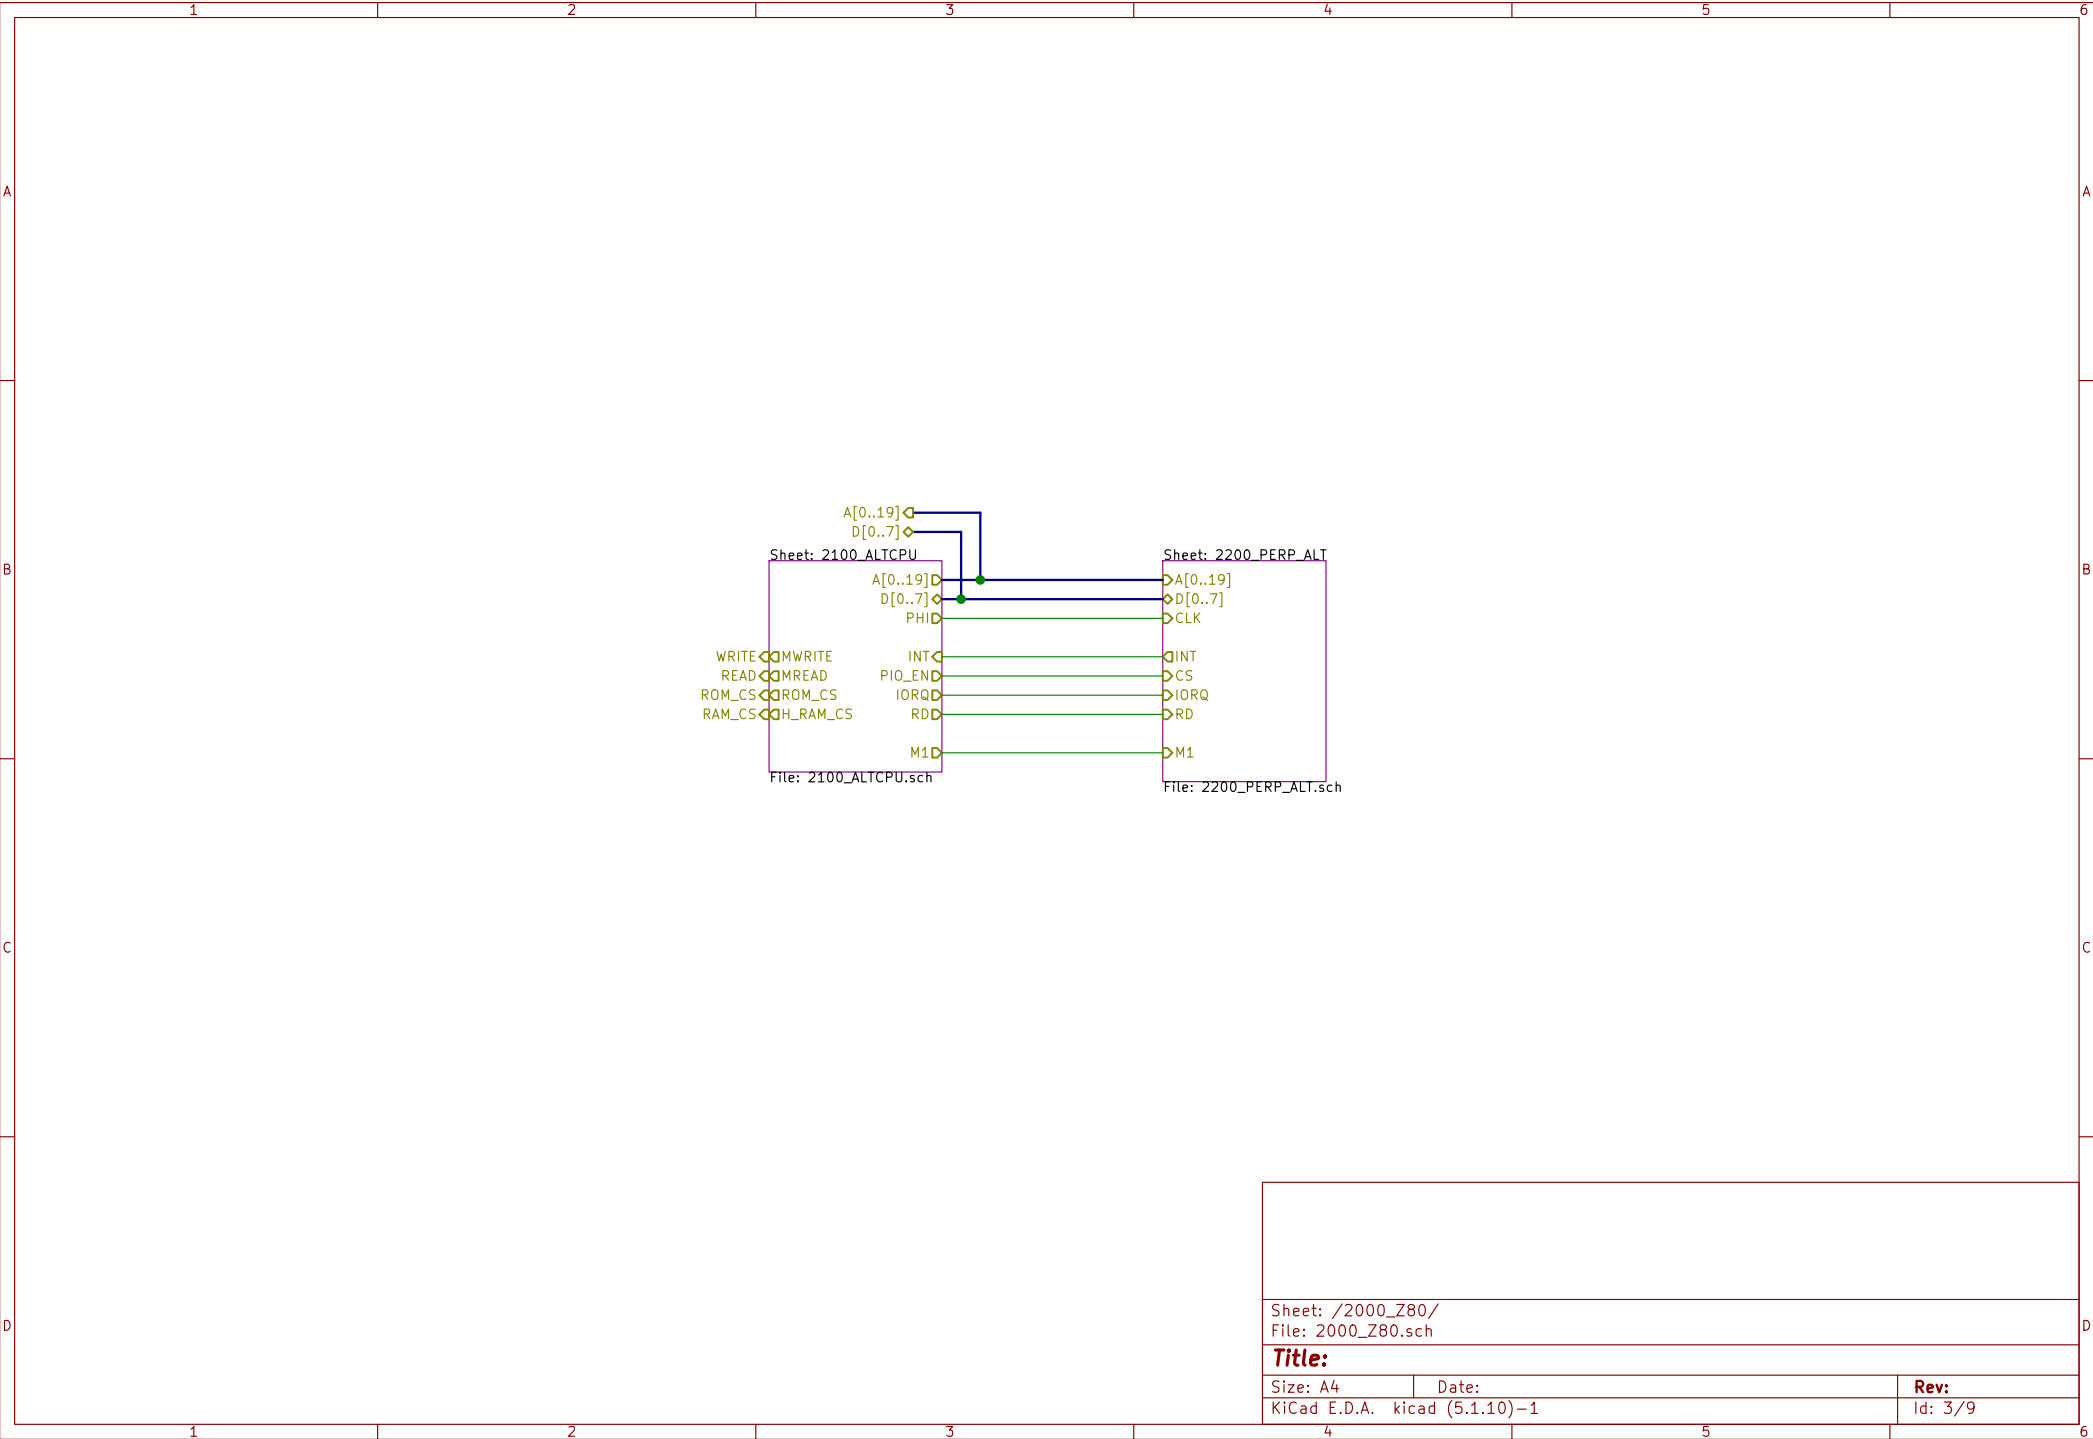 1 2 3 4 5 6
A A
A[0..19]
D[0..7]
Sheet: 2100_ALTCPU Sheet: 2200_PERP_ALT
B B
A[0..19] A[0..19]
D[0..7] D[0..7]
PHI CLK
WRITE MWRITE INT INT
READ MREAD PIO_EN CS
ROM_CS ROM_CS IORQ IORQ
RAM_CS H_RAM_CS RD RD
M1 M1
File: 2100_ALTCPU.sch
File: 2200_PERP_ALT.sch
C C
Sheet: /2000_Z80/
D D
File: 2000_Z80.sch
Title:
Size: A4 Date: Rev:
KiCad E.D.A. kicad (5.1.10)-1 Id: 3/9
1 2 3 4 5 6